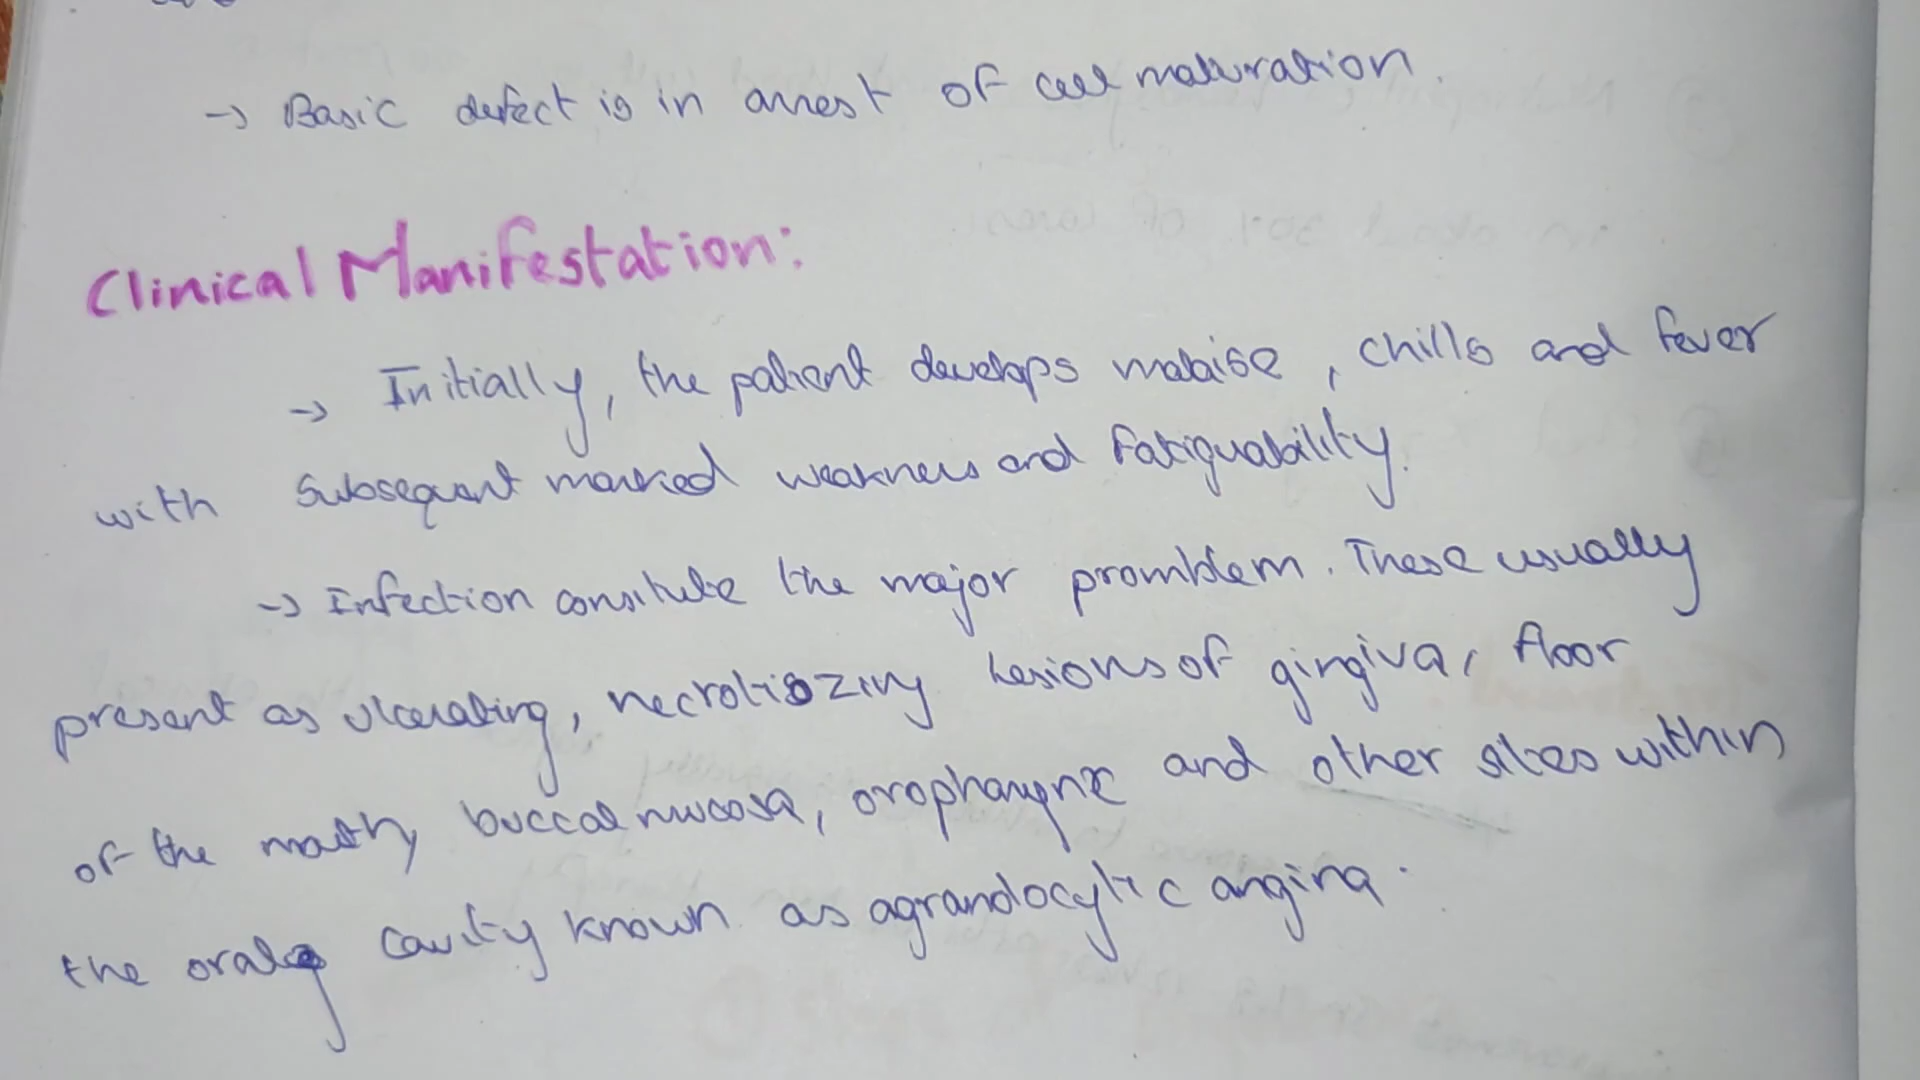 → Basic defect is in arrest of cell maturation.
Clinical Manifestation:
→ Initially, the patient develops malaise, chills and fever
with subsequent marked weakness and fatiguability.
→ Infection consitute the major promblem. These usually
present as ulcerating, necrotiszing lesions of gingiva, floor
of the mouth, buccal mucosa, oropharynx and other sites within
the oral cavity known as agranulocytic angina.